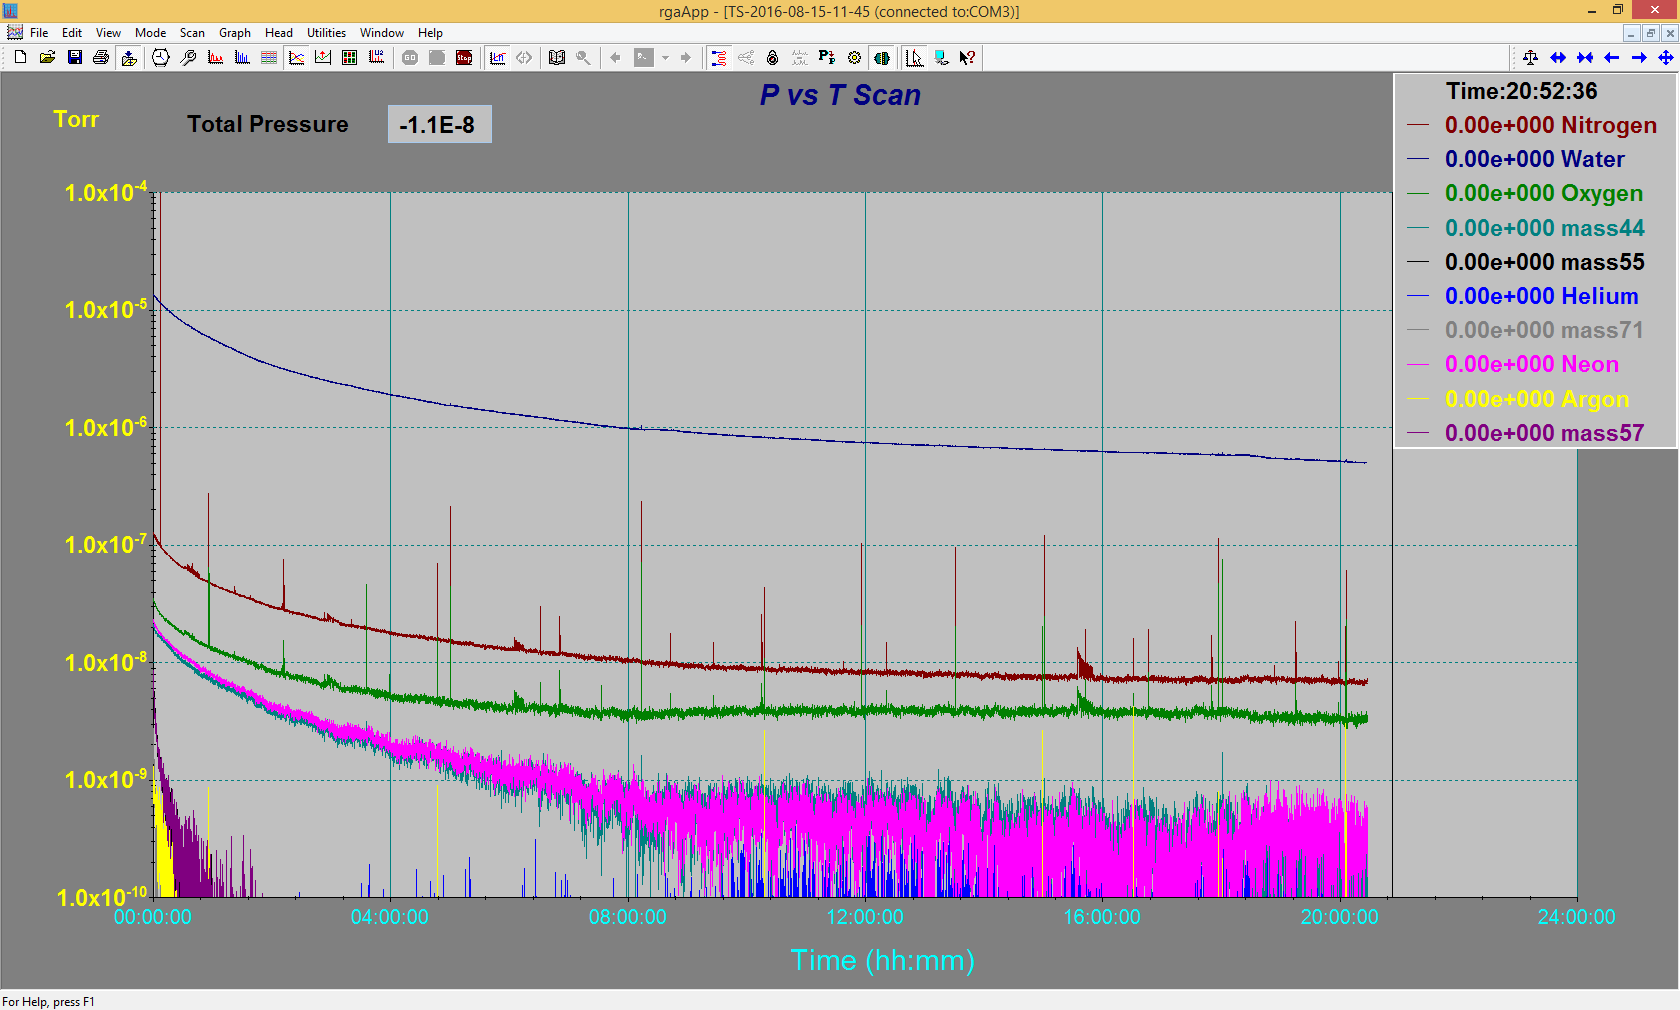 rgaApp - [TS-2016-08-15-11-45 (connected to:COM3)]
File Edit View Mode Scan Graph Head Utilities Window Help
GO Stop
P vs T Scan
Torr
Total Pressure -1.1E-8
Time:20:52:36
0.00e+000 Nitrogen
0.00e+000 Water
0.00e+000 Oxygen
0.00e+000 mass44
0.00e+000 mass55
0.00e+000 Helium
0.00e+000 mass71
0.00e+000 Neon
0.00e+000 Argon
0.00e+000 mass57
1.0x10-4
1.0x10-5
1.0x10-6
1.0x10-7
1.0x10-8
1.0x10-9
1.0x10-10
00:00:00 04:00:00 08:00:00 12:00:00 16:00:00 20:00:00 24:00:00
Time (hh:mm)
For Help, press F1